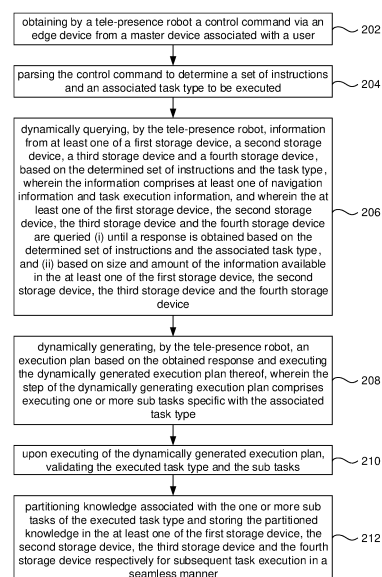 obtaining by a tele-presence robot a control command via an
edge device from a master device associated with a user
202
parsing the control command to determine a set of instructions
and an associated task type to be executed
204
dynamically querying, by the tele-presence robot, information
from at least one of a first storage device, a second storage
device, a third storage device and a fourth storage device,
based on the determined set of instructions and the task type,
wherein the information comprises at least one of navigation
information and task execution information, and wherein the at
least one of the first storage device, the second storage
device, the third storage device and the fourth storage device
are queried (i) until a response is obtained based on the
determined set of instructions and the associated task type,
and (ii) based on size and amount of the information available
in the at least one of the first storage device, the second
storage device, the third storage device and the fourth storage
device
206
dynamically generating, by the tele-presence robot, an
execution plan based on the obtained response and executing
the dynamically generated execution plan thereof, wherein the
step of the dynamically generating execution plan comprises
executing one or more sub tasks specific with the associated
task type
208
upon executing of the dynamically generated execution plan,
validating the executed task type and the sub tasks
210
partitioning knowledge associated with the one or more sub
tasks of the executed task type and storing the partitioned
knowledge in the at least one of the first storage device, the
second storage device, the third storage device and the fourth
storage device respectively for subsequent task execution in a
seamless manner
212